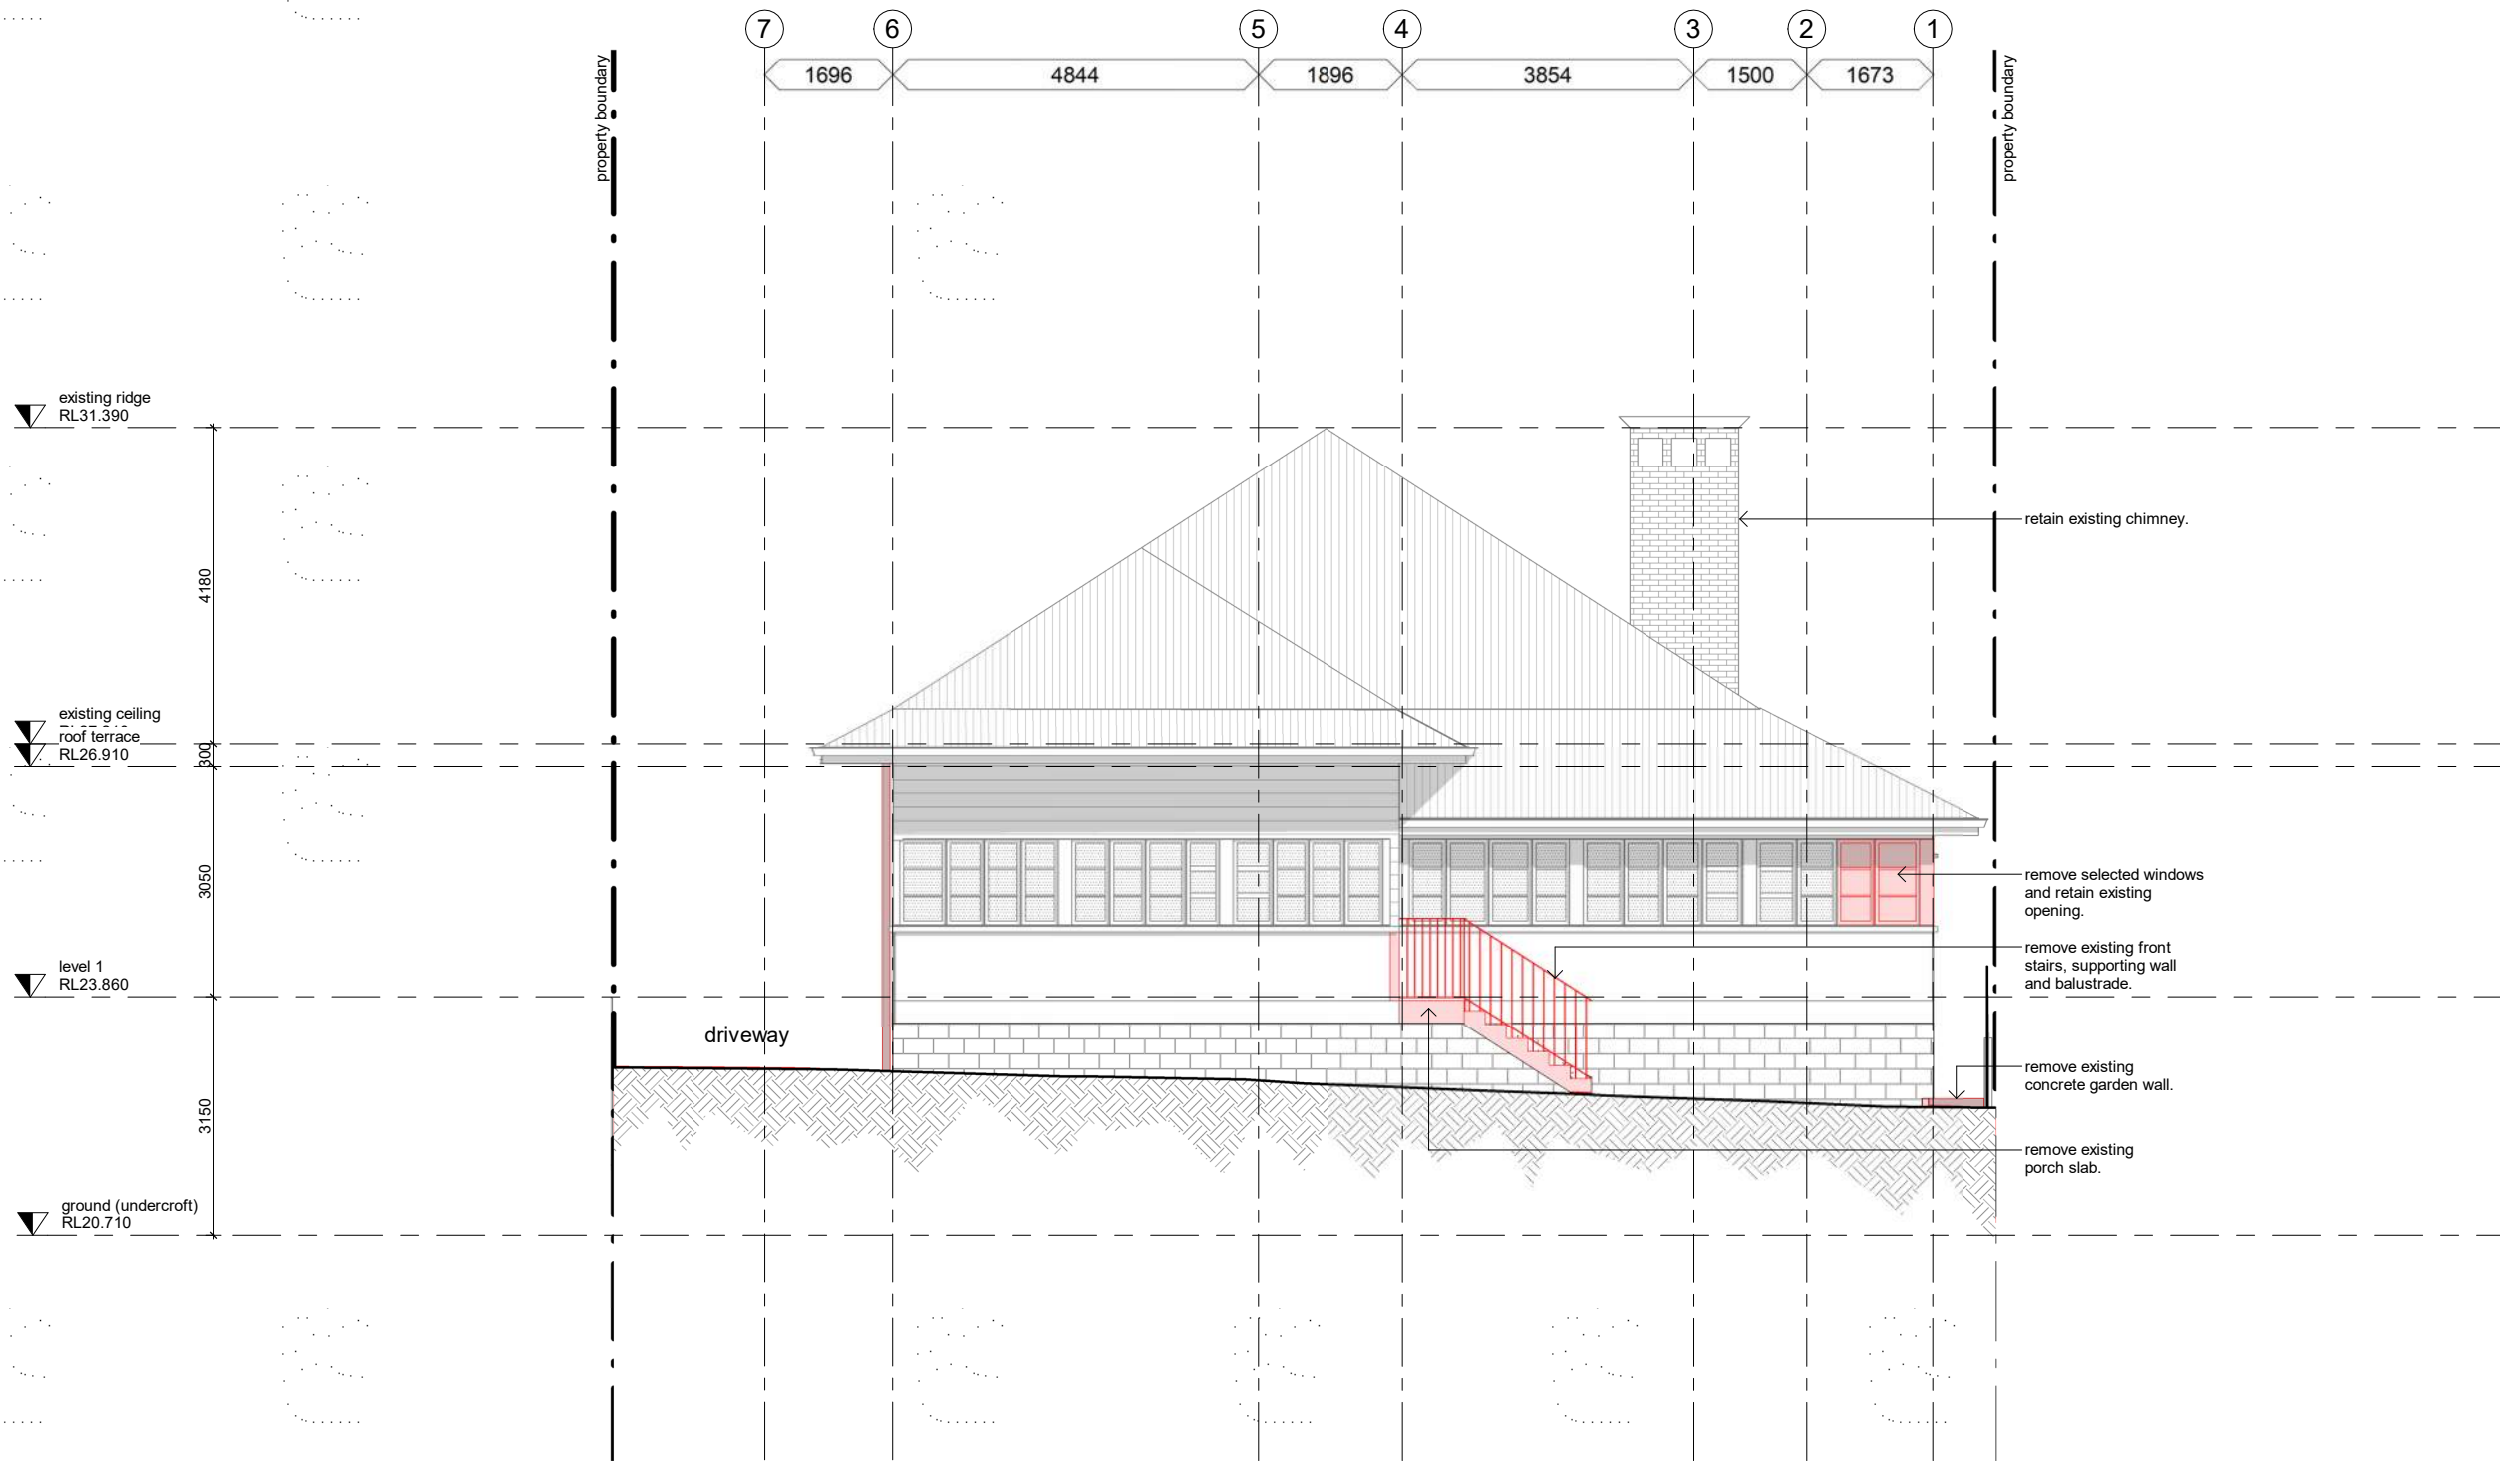 7
6
5
4
3
2
1
1696
4844
1896
3854
1500
1673
property boundary
property boundary
existing ridge
RL31.390
4180
retain existing chimney.
existing ceiling
roof terrace
RL26.910
300
3050
remove selected windows
and retain existing
opening.
remove existing front
stairs, supporting wall
and balustrade.
level 1
RL23.860
driveway
remove existing
concrete garden wall.
3150
remove existing
porch slab.
ground (undercroft)
RL20.710